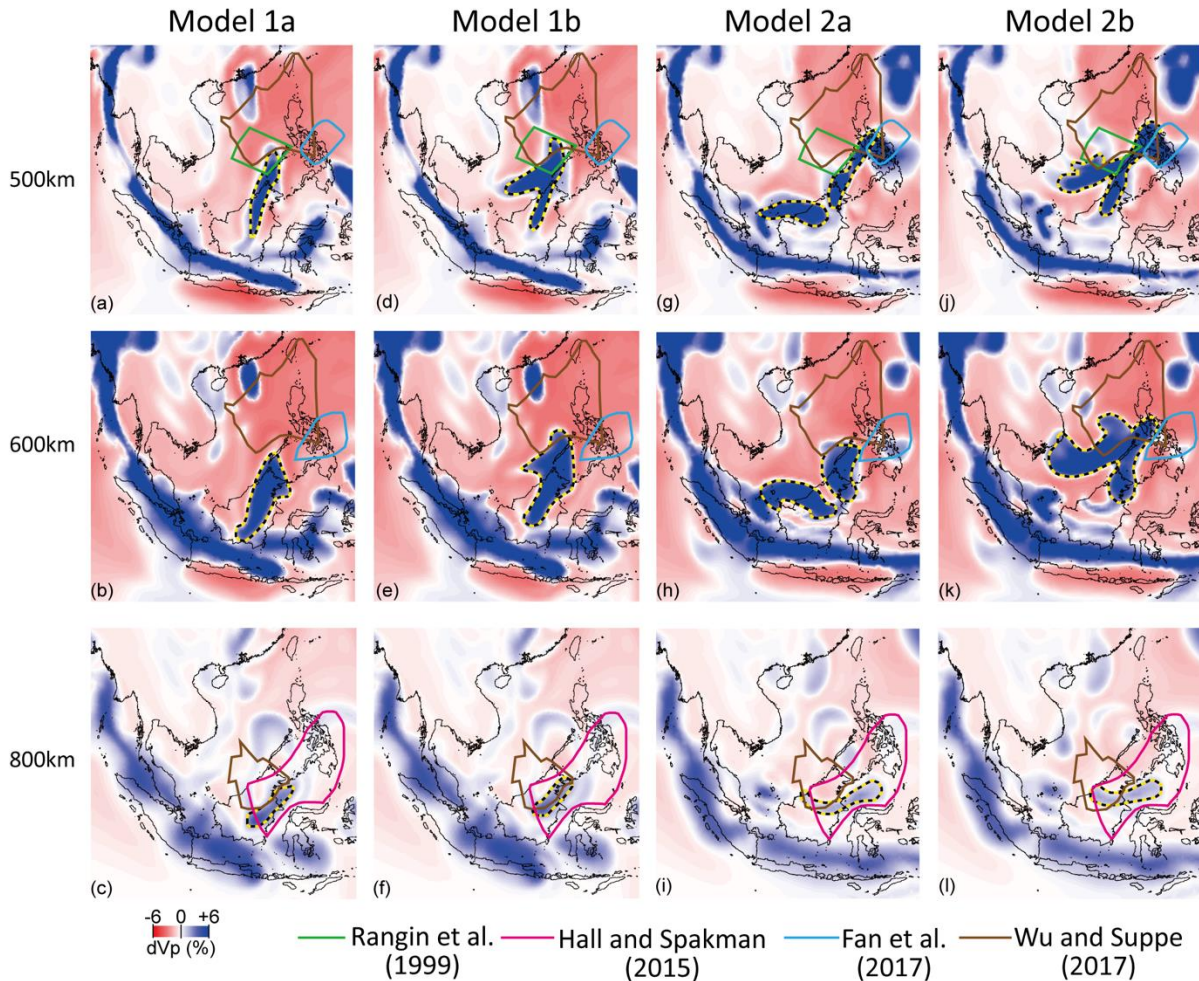 Model 1a Model 1b Model 2a Model 2b
500km
(a) (d) (g) (j)
600km
(b) (e) (h) (k)
800km
(c) (f) (i) (l)
-6 0 +6
dVp (%)
Rangin et al. Hall and Spakman Fan et al. Wu and Suppe
(1999) (2015) (2017) (2017)